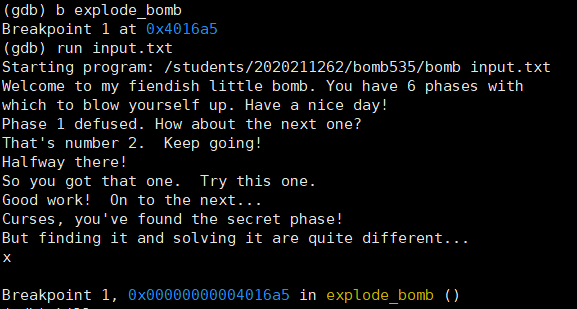 (gdb) b explode_bomb
Breakpoint 1 at 0x4016a5
(gdb) run input.txt
Starting program: /students/2020211262/bomb535/bomb input.txt
Welcome to my fiendish little bomb. You have 6 phases with
which to blow yourself up. Have a nice day!
Phase 1 defused. How about the next one?
That's number 2.  Keep going!
Halfway there!
So you got that one.  Try this one.
Good work!  On to the next...
Curses, you've found the secret phase!
But finding it and solving it are quite different...
x
Breakpoint 1, 0x00000000004016a5 in explode_bomb ()